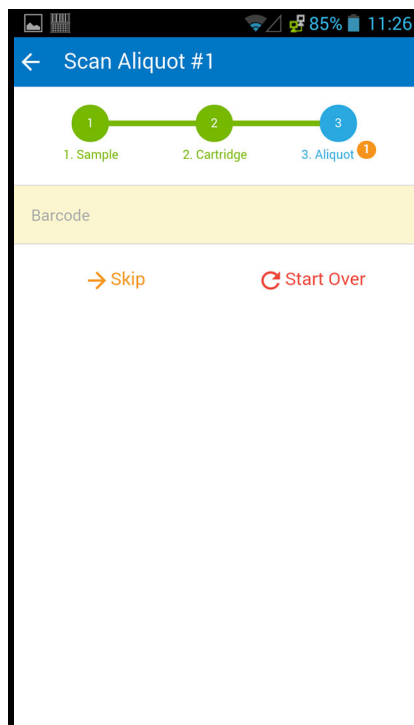 85% 11:26
Scan Aliquot #1
1 2 3
1. Sample 2. Cartridge 3. Aliquot 1
Barcode
Skip Start Over